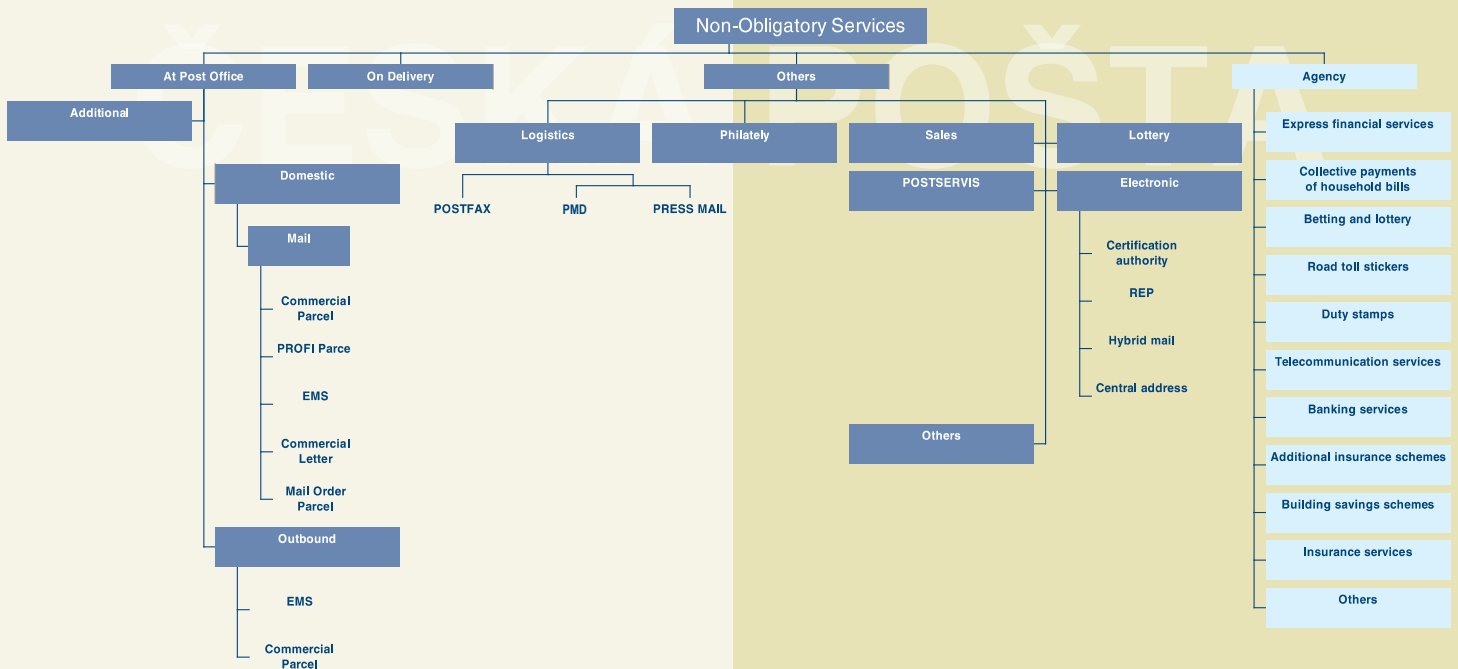 ČESKÁ POŠTA
Non-Obligatory Services
At Post Office
On Delivery
Others
Agency
Additional
Domestic
Mail
Commercial
Parcel
PROFI Parce
EMS
Commercial
Letter
Mail Order
Parcel
Outbound
EMS
Commercial
Parcel
Logistics
POSTFAX
PMD
PRESS MAIL
Philately
Sales
Lottery
POSTSERVIS
Electronic
Certification
authority
REP
Hybrid mail
Central address
Others
Express financial services
Collective payments
of household bills
Betting and lottery
Road toll stickers
Duty stamps
Telecommunication services
Banking services
Additional insurance schemes
Building savings schemes
Insurance services
Others